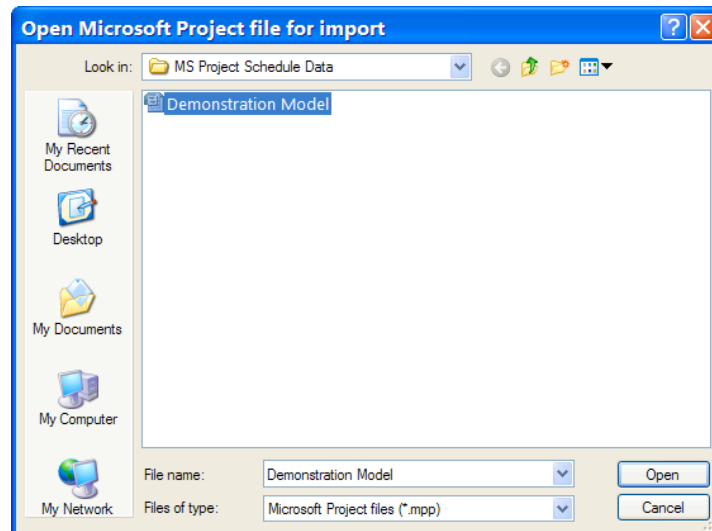 Open Microsoft Project file for import
Look in:
MS Project Schedule Data
Demonstration Model
My Recent
Documents
Desktop
My Documents
My Computer
My Network
File name:
Demonstration Model
Open
Files of type:
Microsoft Project files (*.mpp)
Cancel